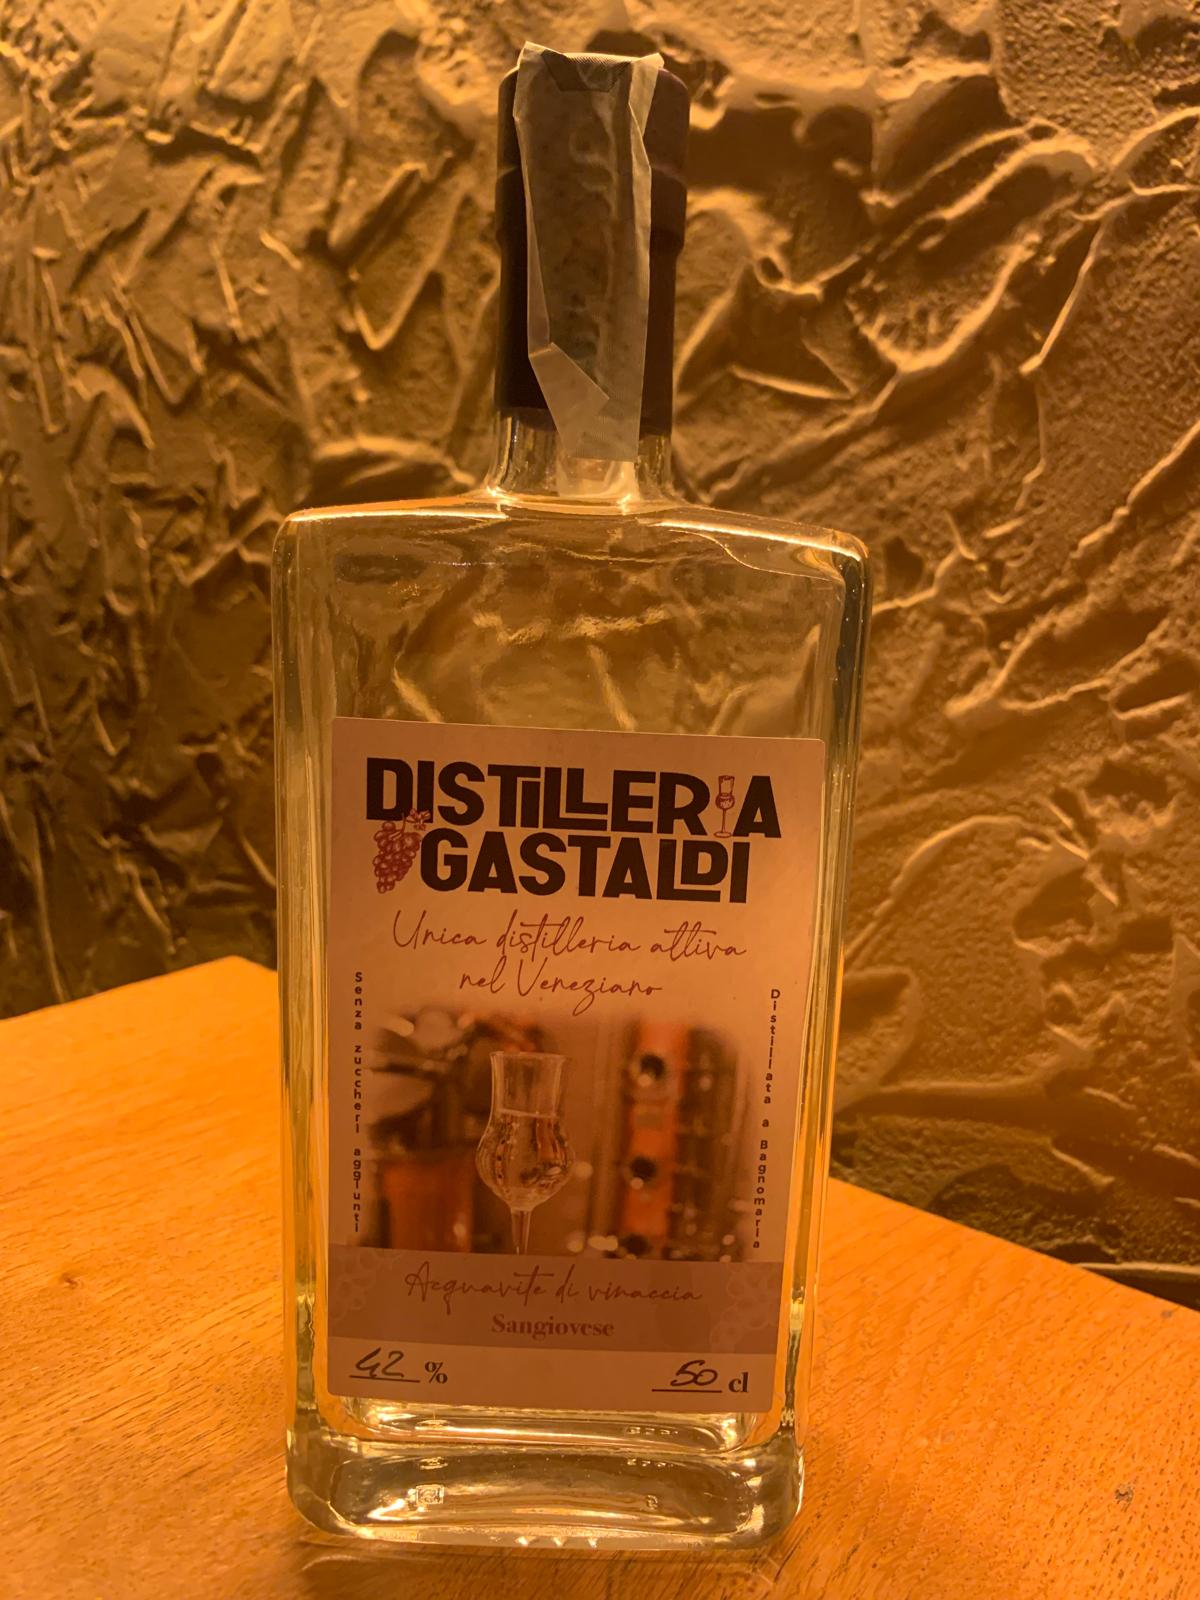 DISTILLERIA
GASTALDI
Unica distilleria attiva
nel Veneziano
Senza zuccheri aggiunti
Distillata a Bagnomaria
Acquavite di vinaccia
Sangiovese
42 %
50 cl